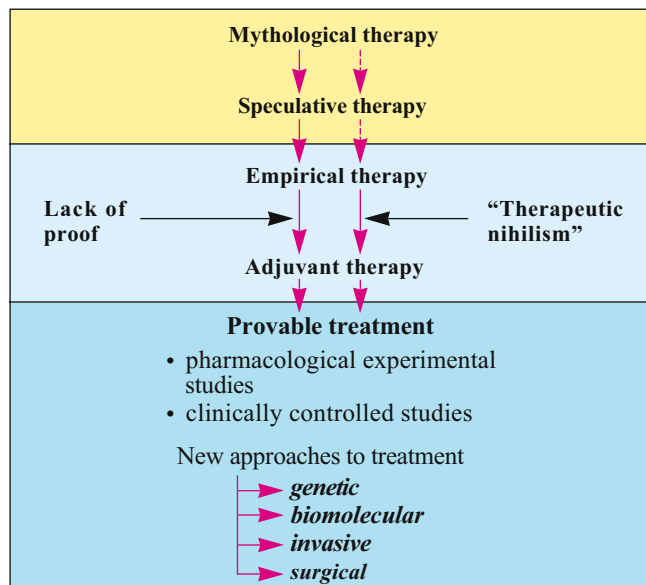 Mythological therapy
Speculative therapy
Empirical therapy
Lack of
proof
“Therapeutic
nihilism”
Adjuvant therapy
Provable treatment
• pharmacological experimental
studies
• clinically controlled studies
New approaches to treatment
genetic
biomolecular
invasive
surgical